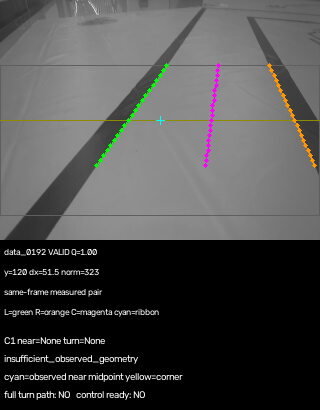 data_0192 VALID Q=1.00
y=120 dx=51.5 norm=323
same-frame measured pair
L=green R=orange C=magenta cyan=ribbon
C1 near=None turn=None
insufficient_observed_geometry
cyan=observed near midpoint yellow=corner
full turn path: NO control ready: NO